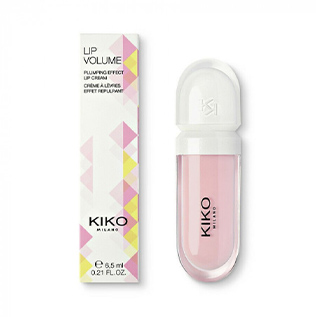 LIP
VOLUME
PLUMPING EFFECT
LIP CREAM
CRÈME À LÈVRES
EFFET REPULPANT
KIKO
MILANO
e 6,5 ml
0.21 FL.OZ.
KIKO
MILANO